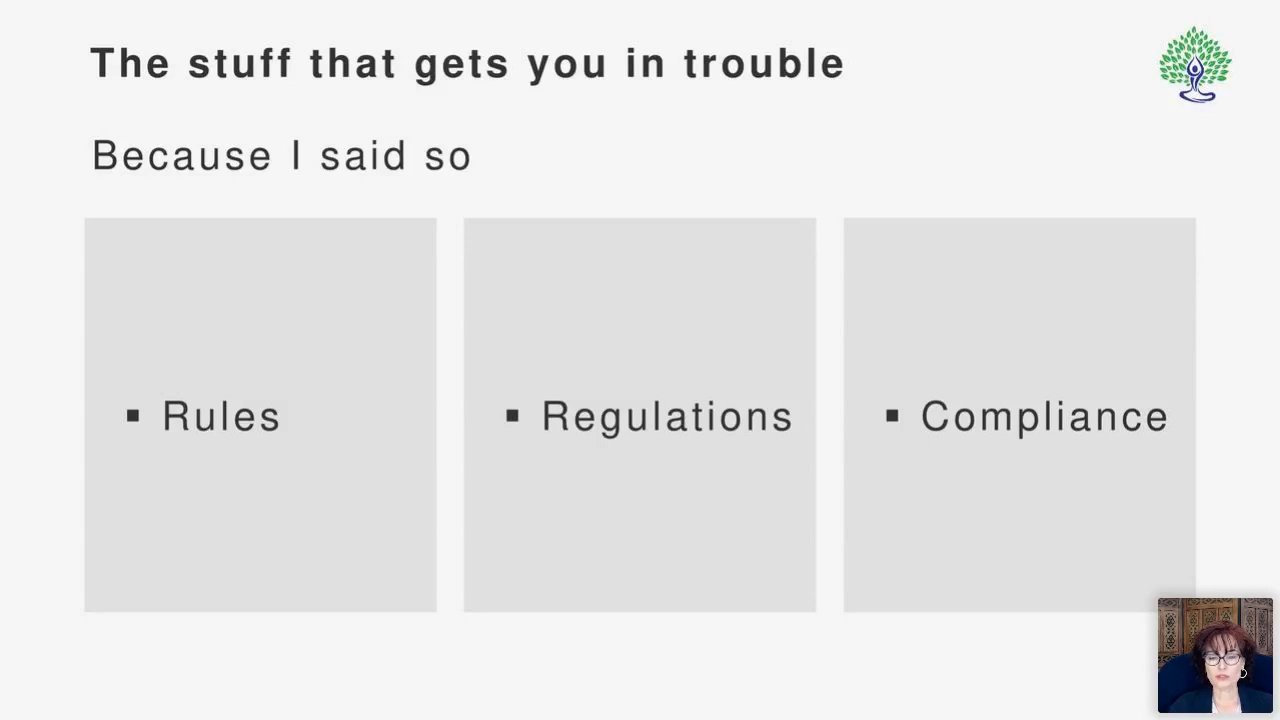 The stuff that gets you in trouble
Because I said so
▪ Rules
▪ Regulations
▪ Compliance